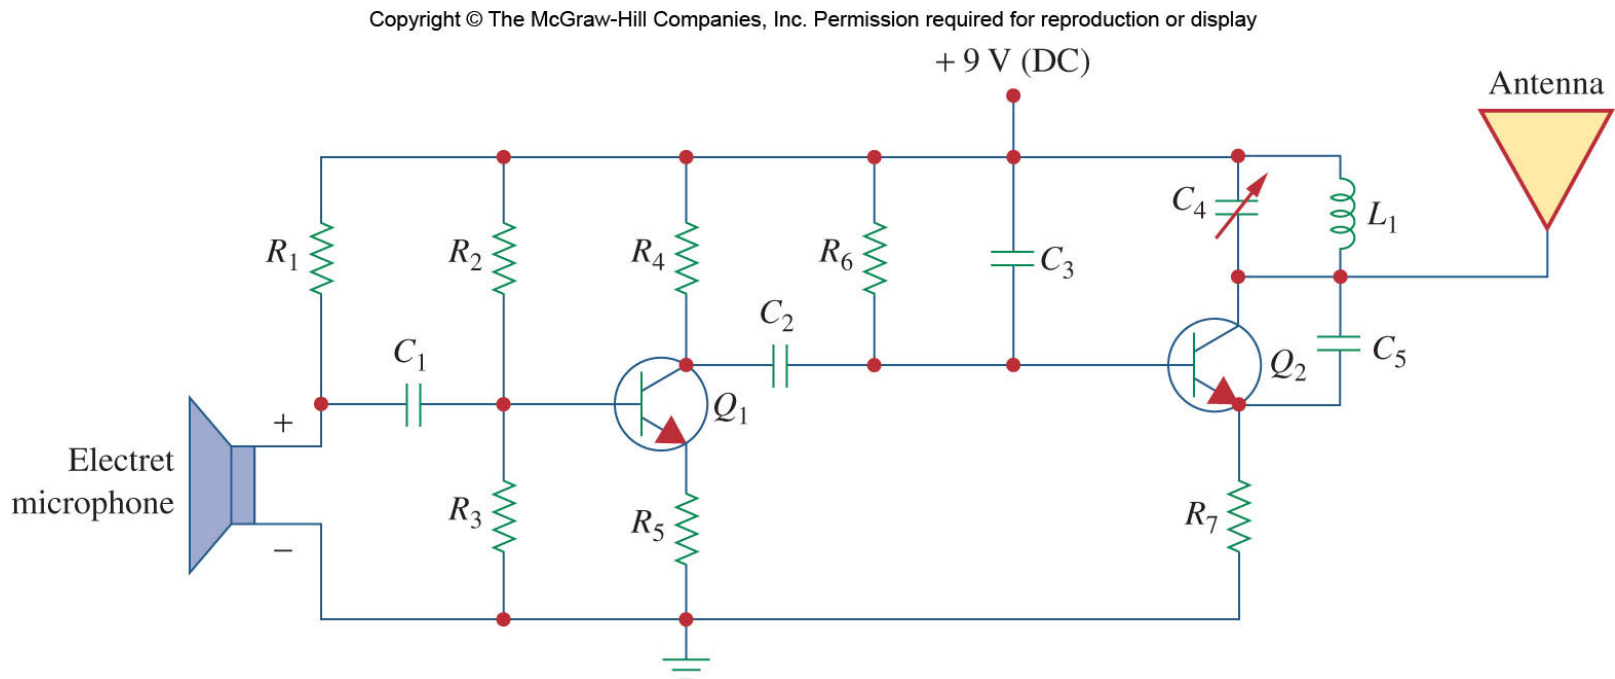 Copyright © The McGraw-Hill Companies, Inc. Permission required for reproduction or display
+ 9 V (DC)
Antenna
C4
L1
R1
R2
R4
R6
C3
C2
C1
Q2
C5
+
Q1
Electret
microphone
R3
R5
R7
−